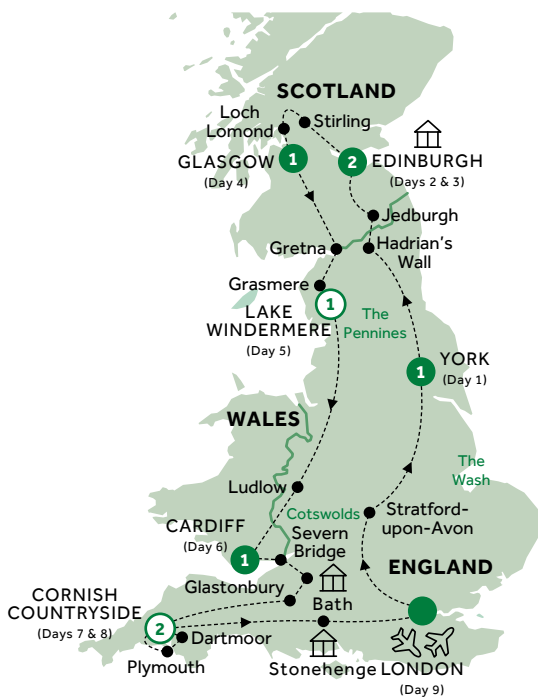 SCOTLAND
Loch
Lomond
Stirling
GLASGOW
(Day 4)
1
2
EDINBURGH
(Days 2 & 3)
Jedburgh
Gretna
Hadrian's
Wall
Grasmere
LAKE
WINDERMERE
(Day 5)
1
The
Pennines
1
YORK
(Day 1)
WALES
The
Wash
Ludlow
Cotswolds
Stratford-
upon-Avon
CARDIFF
(Day 6)
1
Severn
Bridge
ENGLAND
Glastonbury
Bath
CORNISH
COUNTRYSIDE
(Days 7 & 8)
2
Dartmoor
Plymouth
Stonehenge
LONDON
(Day 9)